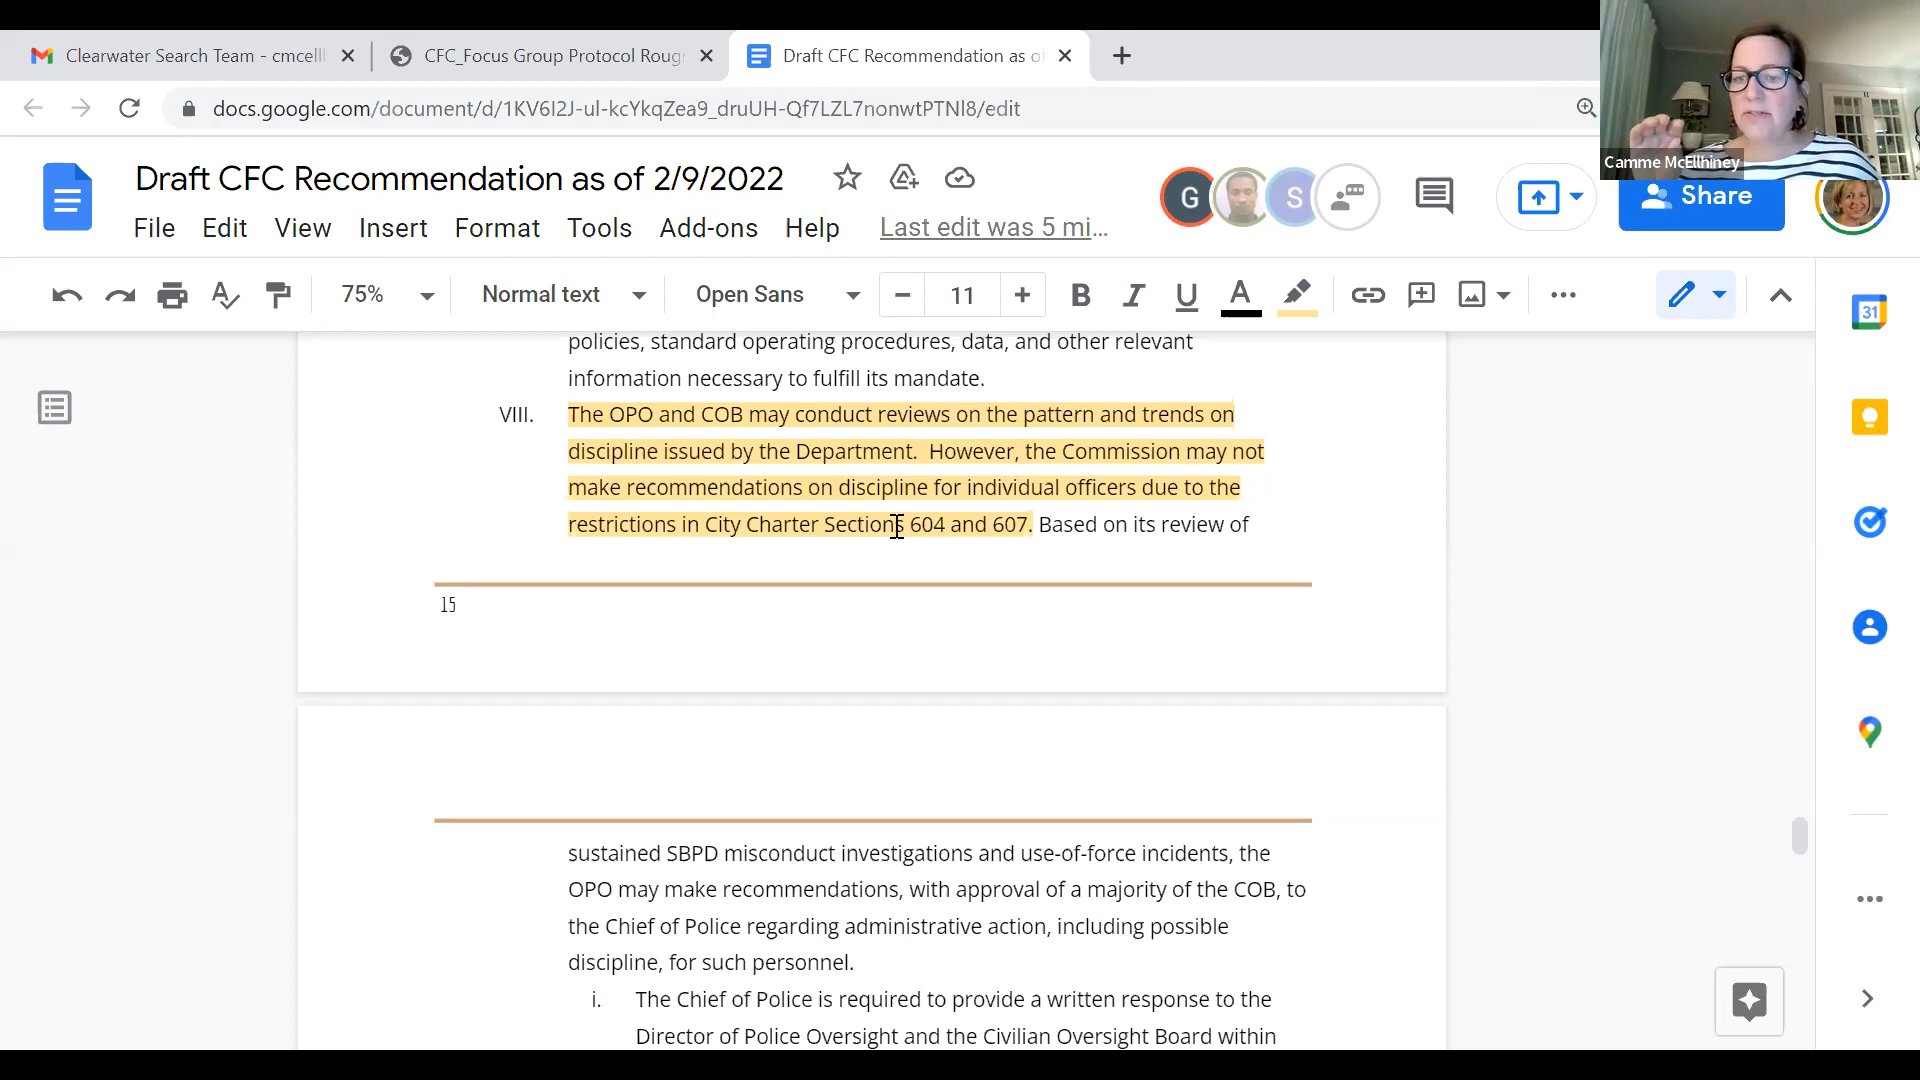 Clearwater Search Team - cmcelll
CFC_Focus Group Protocol Roug
Draft CFC Recommendation as of
docs.google.com/document/d/1KV6I2J-ul-kcYkqZea9_druUH-Qf7LZL7nonwtPTNl8/edit
Camme McEllhiney
Draft CFC Recommendation as of 2/9/2022
G
S
Share
File Edit View Insert Format Tools Add-ons Help Last edit was 5 mi...
75% Normal text Open Sans 11 B I U A
31
policies, standard operating procedures, data, and other relevant
information necessary to fulfill its mandate.
VIII. The OPO and COB may conduct reviews on the pattern and trends on
discipline issued by the Department. However, the Commission may not
make recommendations on discipline for individual officers due to the
restrictions in City Charter Sections 604 and 607. Based on its review of
15
sustained SBPD misconduct investigations and use-of-force incidents, the
OPO may make recommendations, with approval of a majority of the COB, to
the Chief of Police regarding administrative action, including possible
discipline, for such personnel.
i. The Chief of Police is required to provide a written response to the
Director of Police Oversight and the Civilian Oversight Board within